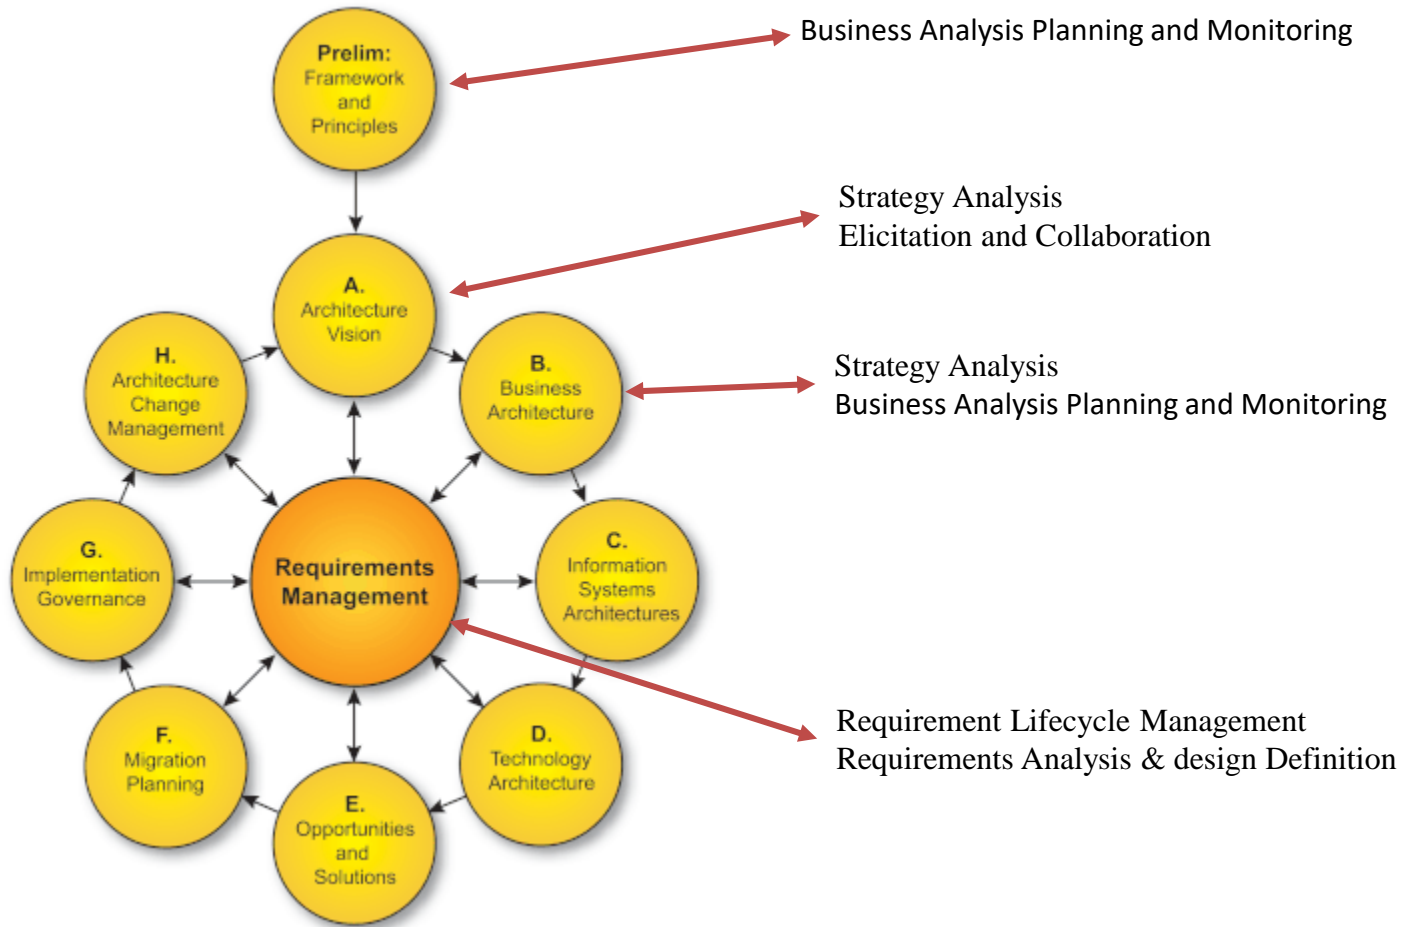 Prelim:
Framework
and
Principles
Business Analysis Planning and Monitoring
A.
Architecture
Vision
Strategy Analysis
Elicitation and Collaboration
H.
Architecture
Change
Management
B.
Business
Architecture
Strategy Analysis
Business Analysis Planning and Monitoring
G.
Implementation
Governance
Requirements
Management
C.
Information
Systems
Architectures
F.
Migration
Planning
D.
Technology
Architecture
Requirement Lifecycle Management
Requirements Analysis & design Definition
E.
Opportunities
and
Solutions